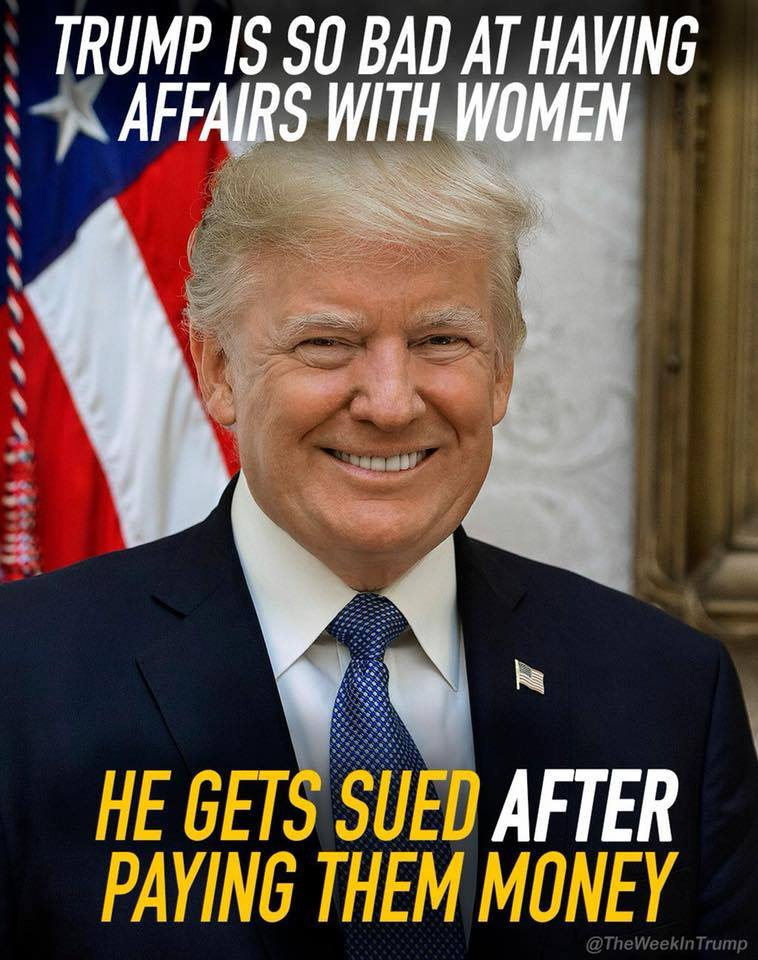 TRUMP IS SO BAD AT HAVING
AFFAIRS WITH WOMEN
HE GETS SUED AFTER
PAYING THEM MONEY
@TheWeekInTrump